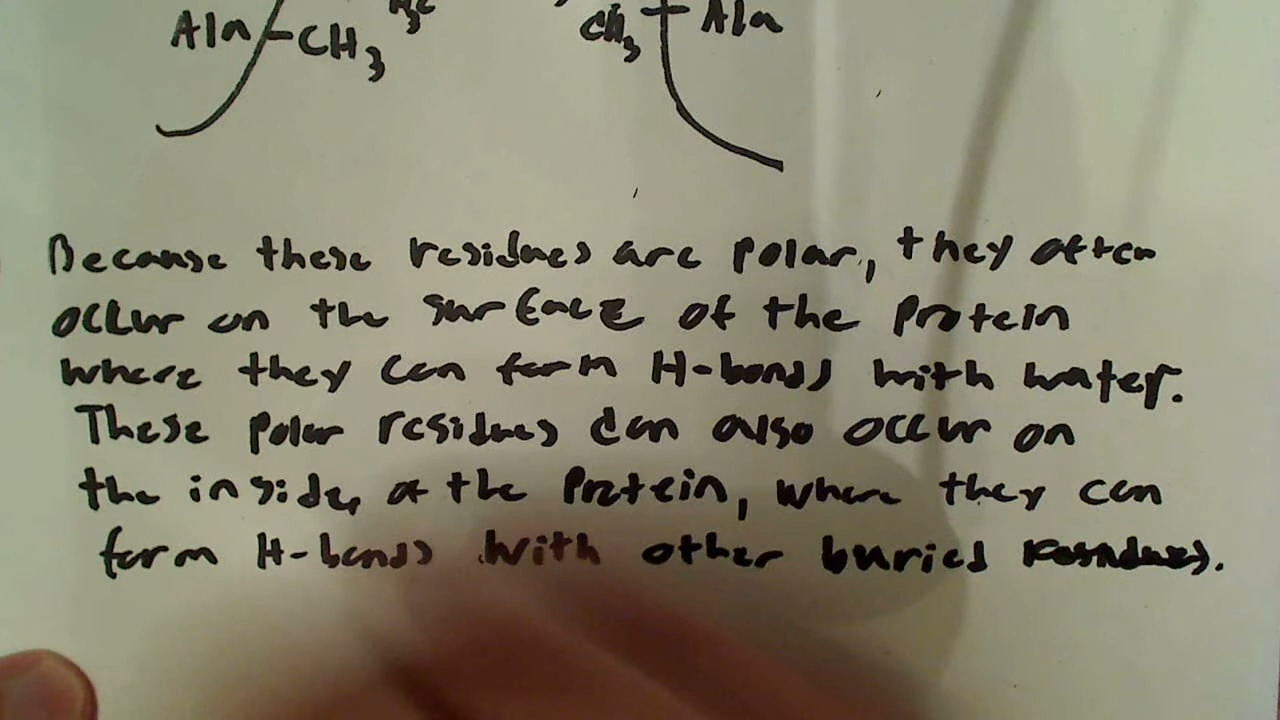 Ala CH3 H3C CH3 Ala
Because these residues are polar, they often
occur on the surface of the protein
where they can form H-bonds with water.
These polar residues can also occur on
the inside, of the protein, where they can
form H-bonds with other buried residues.